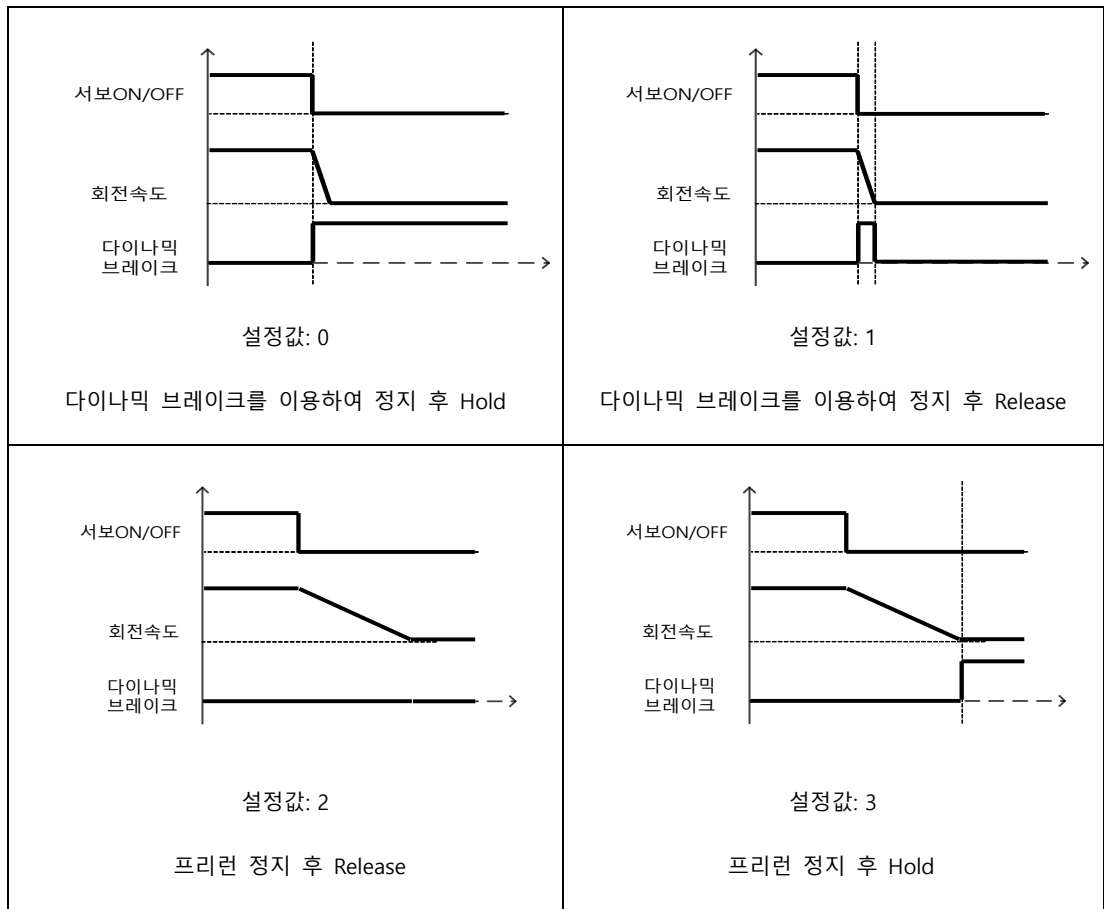 서보ON/OFF
회전속도
다이나믹
브레이크
설정값: 0
다이나믹 브레이크를 이용하여 정지 후 Hold
서보ON/OFF
회전속도
다이나믹
브레이크
설정값: 1
다이나믹 브레이크를 이용하여 정지 후 Release
서보ON/OFF
회전속도
다이나믹
브레이크
설정값: 2
프리런 정지 후 Release
서보ON/OFF
회전속도
다이나믹
브레이크
설정값: 3
프리런 정지 후 Hold